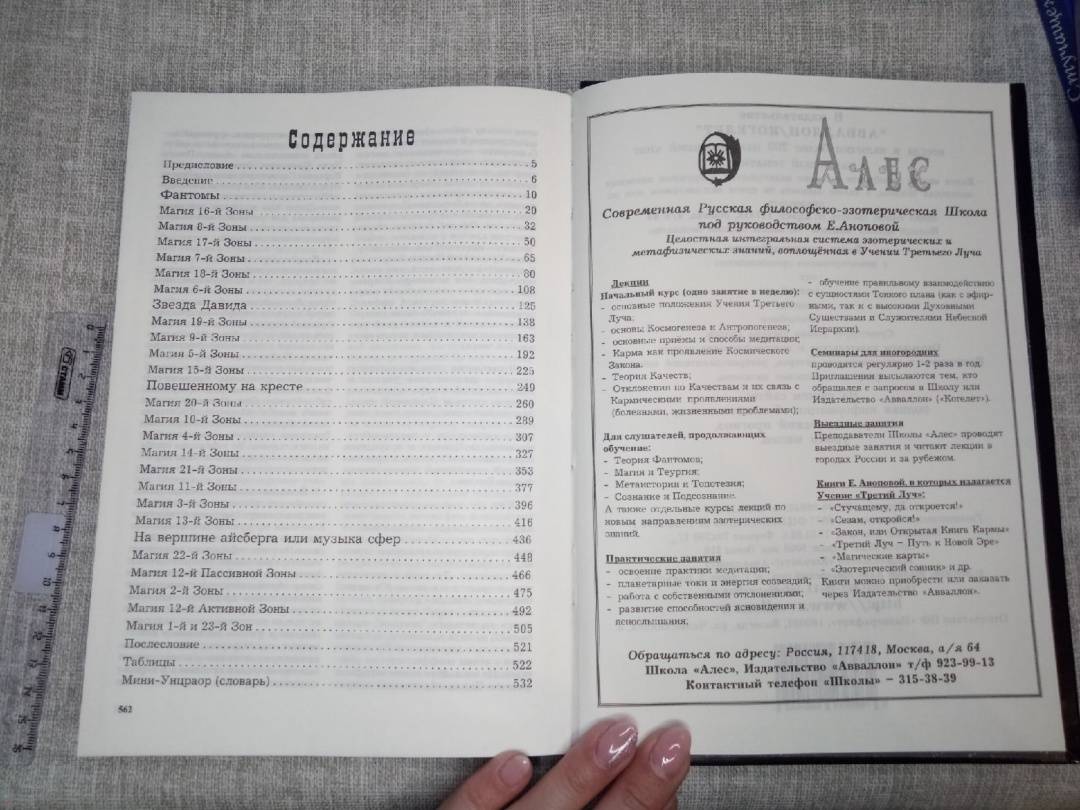 Содержание
Предисловие 5
Введение 6
Фантомы 10
Магия 16-й Зоны 20
Магия 8-й Зоны 32
Магия 17-й Зоны 50
Магия 7-й Зоны 65
Магия 18-й Зоны 80
Магия 6-й Зоны 108
Звезда Давида 125
Магия 19-й Зоны 138
Магия 9-й Зоны 163
Магия 5-й Зоны 192
Магия 15-й Зоны 225
Повешенному на кресте 249
Магия 20-й Зоны 260
Магия 10-й Зоны 289
Магия 4-й Зоны 307
Магия 14-й Зоны 327
Магия 21-й Зоны 353
Магия 11-й Зоны 377
Магия 3-й Зоны 396
Магия 13-й Зоны 416
На вершине айсберга или музыка сфер 436
Магия 22-й Зоны 448
Магия 12-й Пассивной Зоны 466
Магия 2-й Зоны 475
Магия 12-й Активной Зоны 492
Магия 1-й и 23-й Зон 505
Послесловие 521
Таблицы 522
Мини-Унцраор (словарь) 532
562
Алес
Современная Русская философско-эзотерическая Школа
под руководством Е.Аноповой
Целостная интегральная система эзотерических и
метафизических знаний, воплощённая в Учении Третьего Луча
Лекции
Начальный курс (одно занятие в неделю):
- основные положения Учения Третьего
Луча;
- основы Космогенеза и Антропогенеза;
- основные приёмы и способы медитации;
- Карма как проявление Космического
Закона.
- Теория Качеств;
- Отклонения по Качествам и их связь с
Кармическими проявлениями
(болезнями, жизненными проблемами);
Для слушателей, продолжающих
обучение:
- Теория Фантомов;
- Магия и Теургия;
- Метаистория и Топотезия;
- Сознание и Подсознание.
А также отдельные курсы лекций по
новым направлениям эзотерических
знаний.
Практические занятия
- освоение практики медитации;
- планетарные токи и энергия созвездий;
- работа с собственными отклонениями;
- развитие способностей ясновидения и
яснослышания;
- обучение правильному взаимодействию
с сущностями Тонкого плана (как с эфир-
ными, так и с высокими Духовными
Существами и Служителями Небесной
Иерархии).
Семинары для иногородних
проводятся регулярно 1-2 раза в год.
Приглашения высылаются тем, кто
обращался с запросом в Школу или
Издательство «Авваллон» («Котелет»).
Выездные занятия
Преподаватели Школы «Алес» проводят
выездные занятия и читают лекции в
городах России и за рубежом.
Книги Е. Аноповой, в которых излагается
Учение «Третий Луч»:
- «Стучащему, да откроется!»
- «Сезам, откройся!»
- «Закон, или Открытая Книга Кармы»
- «Третий Луч – Путь к Новой Эре»
- «Магические карты»
- «Эзотерический сонник» и др.
Книги можно приобрести или заказать
через Издательство «Авваллон».
Обращаться по адресу: Россия, 117418, Москва, а/я 64
Школа «Алес», Издательство «Авваллон» т/ф 923-99-13
Контактный телефон «Школы» – 315-38-39